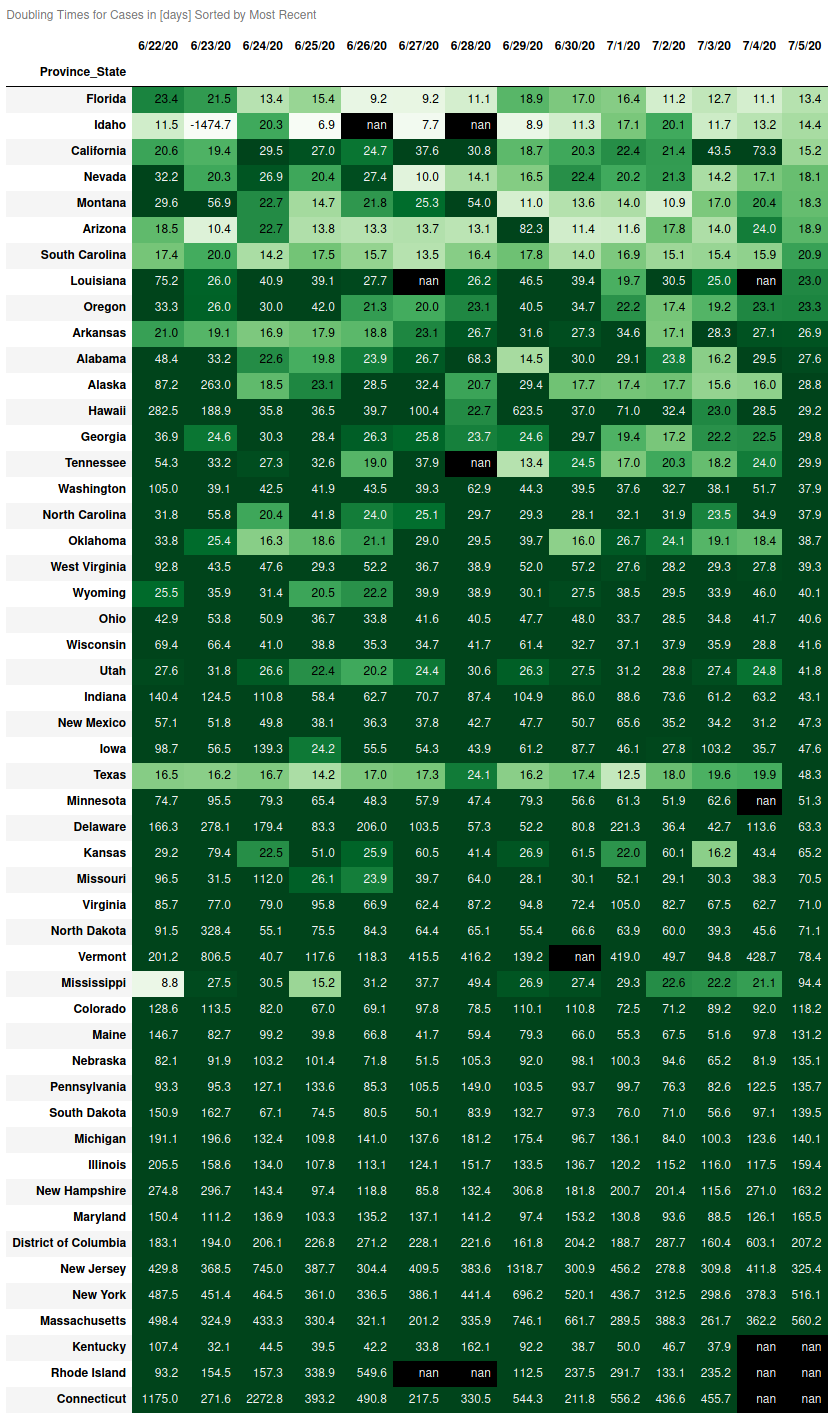 Doubling Times for Cases in [days] Sorted by Most Recent
6/22/20 6/23/20 6/24/20 6/25/20 6/26/20 6/27/20 6/28/20 6/29/20 6/30/20 7/1/20 7/2/20 7/3/20 7/4/20 7/5/20
Province_State
Florida 23.4 21.5 13.4 15.4 9.2 9.2 11.1 18.9 17.0 16.4 11.2 12.7 11.1 13.4
Idaho 11.5 -1474.7 20.3 6.9 nan 7.7 nan 8.9 11.3 17.1 20.1 11.7 13.2 14.4
California 20.6 19.4 29.5 27.0 24.7 37.6 30.8 18.7 20.3 22.4 21.4 43.5 73.3 15.2
Nevada 32.2 20.3 26.9 20.4 27.4 10.0 14.1 16.5 22.4 20.2 21.3 14.2 17.1 18.1
Montana 29.6 56.9 22.7 14.7 21.8 25.3 54.0 11.0 13.6 14.0 10.9 17.0 20.4 18.3
Arizona 18.5 10.4 22.7 13.8 13.3 13.7 13.1 82.3 11.4 11.6 17.8 14.0 24.0 18.9
South Carolina 17.4 20.0 14.2 17.5 15.7 13.5 16.4 17.8 14.0 16.9 15.1 15.4 15.9 20.9
Louisiana 75.2 26.0 40.9 39.1 27.7 nan 26.2 46.5 39.4 19.7 30.5 25.0 nan 23.0
Oregon 33.3 26.0 30.0 42.0 21.3 20.0 23.1 40.5 34.7 22.2 17.4 19.2 23.1 23.3
Arkansas 21.0 19.1 16.9 17.9 18.8 23.1 26.7 31.6 27.3 34.6 17.1 28.3 27.1 26.9
Alabama 48.4 33.2 22.6 19.8 23.9 26.7 68.3 14.5 30.0 29.1 23.8 16.2 29.5 27.6
Alaska 87.2 263.0 18.5 23.1 28.5 32.4 20.7 29.4 17.7 17.4 17.7 15.6 16.0 28.8
Hawaii 282.5 188.9 35.8 36.5 39.7 100.4 22.7 623.5 37.0 71.0 32.4 23.0 28.5 29.2
Georgia 36.9 24.6 30.3 28.4 26.3 25.8 23.7 24.6 29.7 19.4 17.2 22.2 22.5 29.8
Tennessee 54.3 33.2 27.3 32.6 19.0 37.9 nan 13.4 24.5 17.0 20.3 18.2 24.0 29.9
Washington 105.0 39.1 42.5 41.9 43.5 39.3 62.9 44.3 39.5 37.6 32.7 38.1 51.7 37.9
North Carolina 31.8 55.8 20.4 41.8 24.0 25.1 29.7 29.3 28.1 32.1 31.9 23.5 34.9 37.9
Oklahoma 33.8 25.4 16.3 18.6 21.1 29.0 29.5 39.7 16.0 26.7 24.1 19.1 18.4 38.7
West Virginia 92.8 43.5 47.6 29.3 52.2 36.7 38.9 52.0 57.2 27.6 28.2 29.3 27.8 39.3
Wyoming 25.5 35.9 31.4 20.5 22.2 39.9 38.9 30.1 27.5 38.5 29.5 33.9 46.0 40.1
Ohio 42.9 53.8 50.9 36.7 33.8 41.6 40.5 47.7 48.0 33.7 28.5 34.8 41.7 40.6
Wisconsin 69.4 66.4 41.0 38.8 35.3 34.7 41.7 61.4 32.7 37.1 37.9 35.9 28.8 41.6
Utah 27.6 31.8 26.6 22.4 20.2 24.4 30.6 26.3 27.5 31.2 28.8 27.4 24.8 41.8
Indiana 140.4 124.5 110.8 58.4 62.7 70.7 87.4 104.9 86.0 88.6 73.6 61.2 63.2 43.1
New Mexico 57.1 51.8 49.8 38.1 36.3 37.8 42.7 47.7 50.7 65.6 35.2 34.2 31.2 47.3
Iowa 98.7 56.5 139.3 24.2 55.5 54.3 43.9 61.2 87.7 46.1 27.8 103.2 35.7 47.6
Texas 16.5 16.2 16.7 14.2 17.0 17.3 24.1 16.2 17.4 12.5 18.0 19.6 19.9 48.3
Minnesota 74.7 95.5 79.3 65.4 48.3 57.9 47.4 79.3 56.6 61.3 51.9 62.6 nan 51.3
Delaware 166.3 278.1 179.4 83.3 206.0 103.5 57.3 52.2 80.8 221.3 36.4 42.7 113.6 63.3
Kansas 29.2 79.4 22.5 51.0 25.9 60.5 41.4 26.9 61.5 22.0 60.1 16.2 43.4 65.2
Missouri 96.5 31.5 112.0 26.1 23.9 39.7 64.0 28.1 30.1 52.1 29.1 30.3 38.3 70.5
Virginia 85.7 77.0 79.0 95.8 66.9 62.4 87.2 94.8 72.4 105.0 82.7 67.5 62.7 71.0
North Dakota 91.5 328.4 55.1 75.5 84.3 64.4 65.1 55.4 66.6 63.9 60.0 39.3 45.6 71.1
Vermont 201.2 806.5 40.7 117.6 118.3 415.5 416.2 139.2 nan 419.0 49.7 94.8 428.7 78.4
Mississippi 8.8 27.5 30.5 15.2 31.2 37.7 49.4 26.9 27.4 29.3 22.6 22.2 21.1 94.4
Colorado 128.6 113.5 82.0 67.0 69.1 97.8 78.5 110.1 110.8 72.5 71.2 89.2 92.0 118.2
Maine 146.7 82.7 99.2 39.8 66.8 41.7 59.4 79.3 66.0 55.3 67.5 51.6 97.8 131.2
Nebraska 82.1 91.9 103.2 101.4 71.8 51.5 105.3 92.0 98.1 100.3 94.6 65.2 81.9 135.1
Pennsylvania 93.3 95.3 127.1 133.6 85.3 105.5 149.0 103.5 93.7 99.7 76.3 82.6 122.5 135.7
South Dakota 150.9 162.7 67.1 74.5 80.5 50.1 83.9 132.7 97.3 76.0 71.0 56.6 97.1 139.5
Michigan 191.1 196.6 132.4 109.8 141.0 137.6 181.2 175.4 96.7 136.1 84.0 100.3 123.6 140.1
Illinois 205.5 158.6 134.0 107.8 113.1 124.1 151.7 133.5 136.7 120.2 115.2 116.0 117.5 159.4
New Hampshire 274.8 296.7 143.4 97.4 118.8 85.8 132.4 306.8 181.8 200.7 201.4 115.6 271.0 163.2
Maryland 150.4 111.2 136.9 103.3 135.2 137.1 141.2 97.4 153.2 130.8 93.6 88.5 126.1 165.5
District of Columbia 183.1 194.0 206.1 226.8 271.2 228.1 221.6 161.8 204.2 188.7 287.7 160.4 603.1 207.2
New Jersey 429.8 368.5 745.0 387.7 304.4 409.5 383.6 1318.7 300.9 456.2 278.8 309.8 411.8 325.4
New York 487.5 451.4 464.5 361.0 336.5 386.1 441.4 696.2 520.1 436.7 312.5 298.6 378.3 516.1
Massachusetts 498.4 324.9 433.3 330.4 321.1 201.2 335.9 746.1 661.7 289.5 388.3 261.7 362.2 560.2
Kentucky 107.4 32.1 44.5 39.5 42.2 33.8 162.1 92.2 38.7 50.0 46.7 37.9 nan nan
Rhode Island 93.2 154.5 157.3 338.9 549.6 nan nan 112.5 237.5 291.7 133.1 235.2 nan nan
Connecticut 1175.0 271.6 2272.8 393.2 490.8 217.5 330.5 544.3 211.8 556.2 436.6 455.7 nan nan